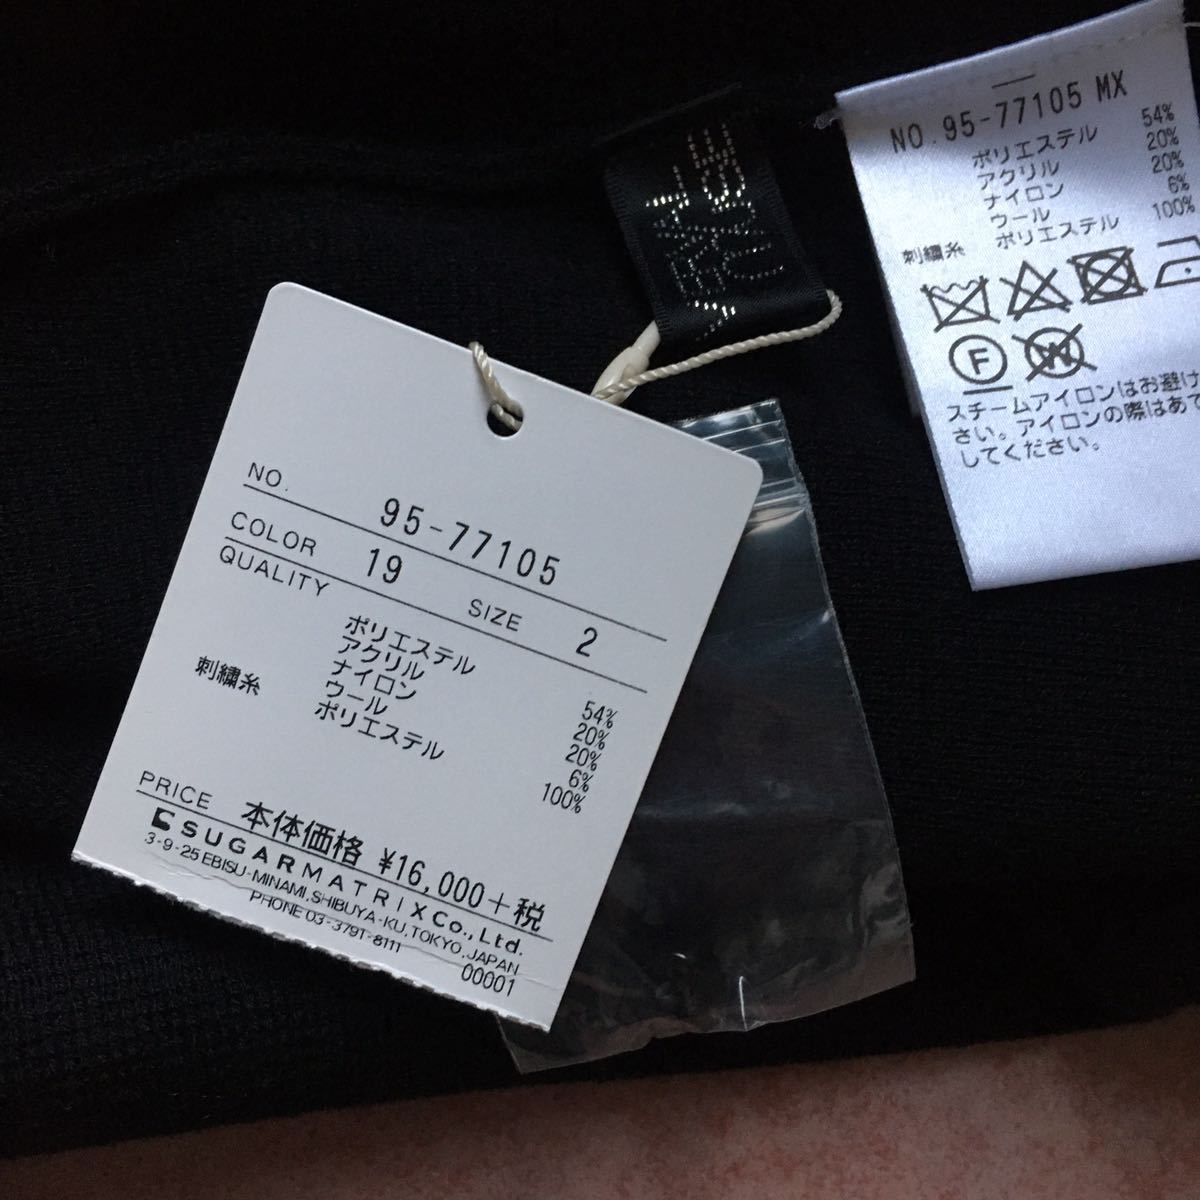 NO. 95-77105
COLOR 19 SIZE 2
QUALITY
ポリエステル 54%
アクリル 20%
ナイロン 20%
ウール 6%
刺繍糸 ポリエステル 100%
PRICE 本体価格 ¥16,000+税
SUGARMATRIX Co., Ltd.
3-9-25 EBISU-MINAMI, SHIBUYA-KU, TOKYO, JAPAN
PHONE 03-3791-8111
00001
VITAL
NO.95-77105 MX
ポリエステル 54%
アクリル 20%
ナイロン 20%
ウール 6%
刺繍糸 ポリエステル 100%
F
W
スチームアイロンはお避け
さい。アイロンの際はあて
してください。